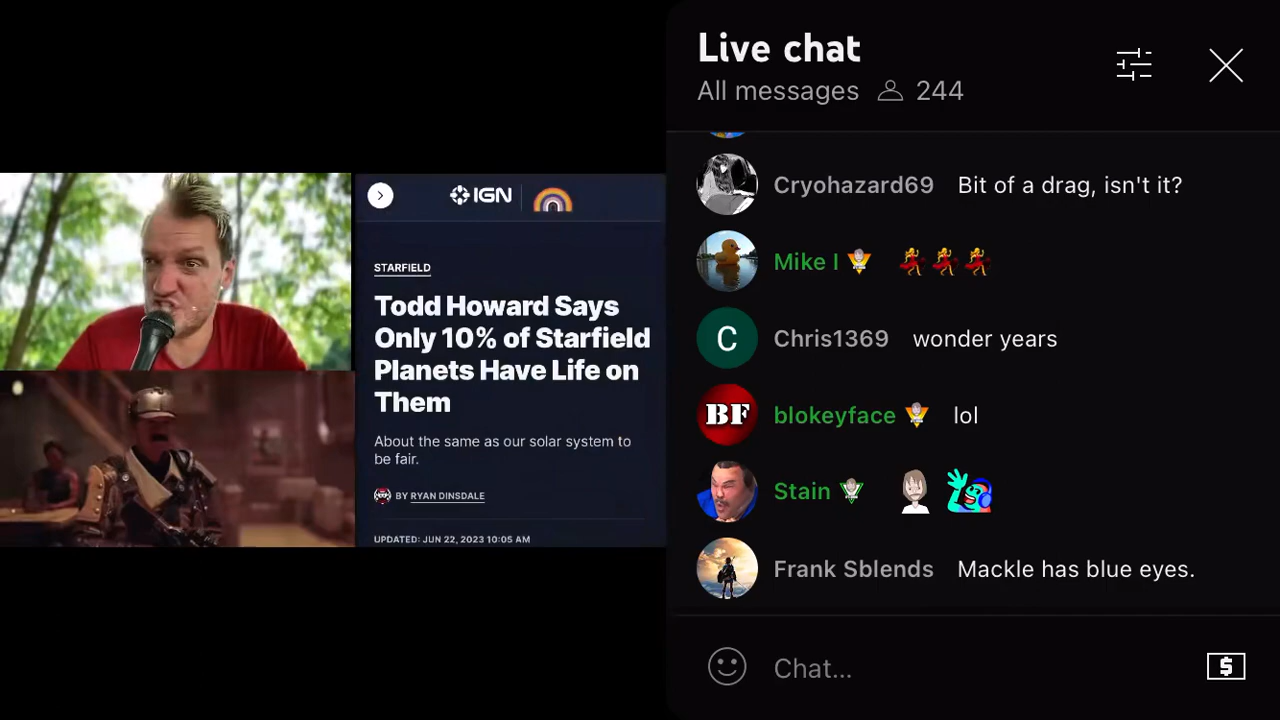 IGN
STARFIELD
Todd Howard Says
Only 10% of Starfield
Planets Have Life on
Them
About the same as our solar system to
be fair.
BY RYAN DINSDALE
UPDATED: JUN 22, 2023 10:05 AM
Live chat
All messages 244
Cryohazard69 Bit of a drag, isn't it?
Mike I
C Chris1369 wonder years
BF blokeyface lol
Stain
Frank Sblends Mackle has blue eyes.
Chat...
$